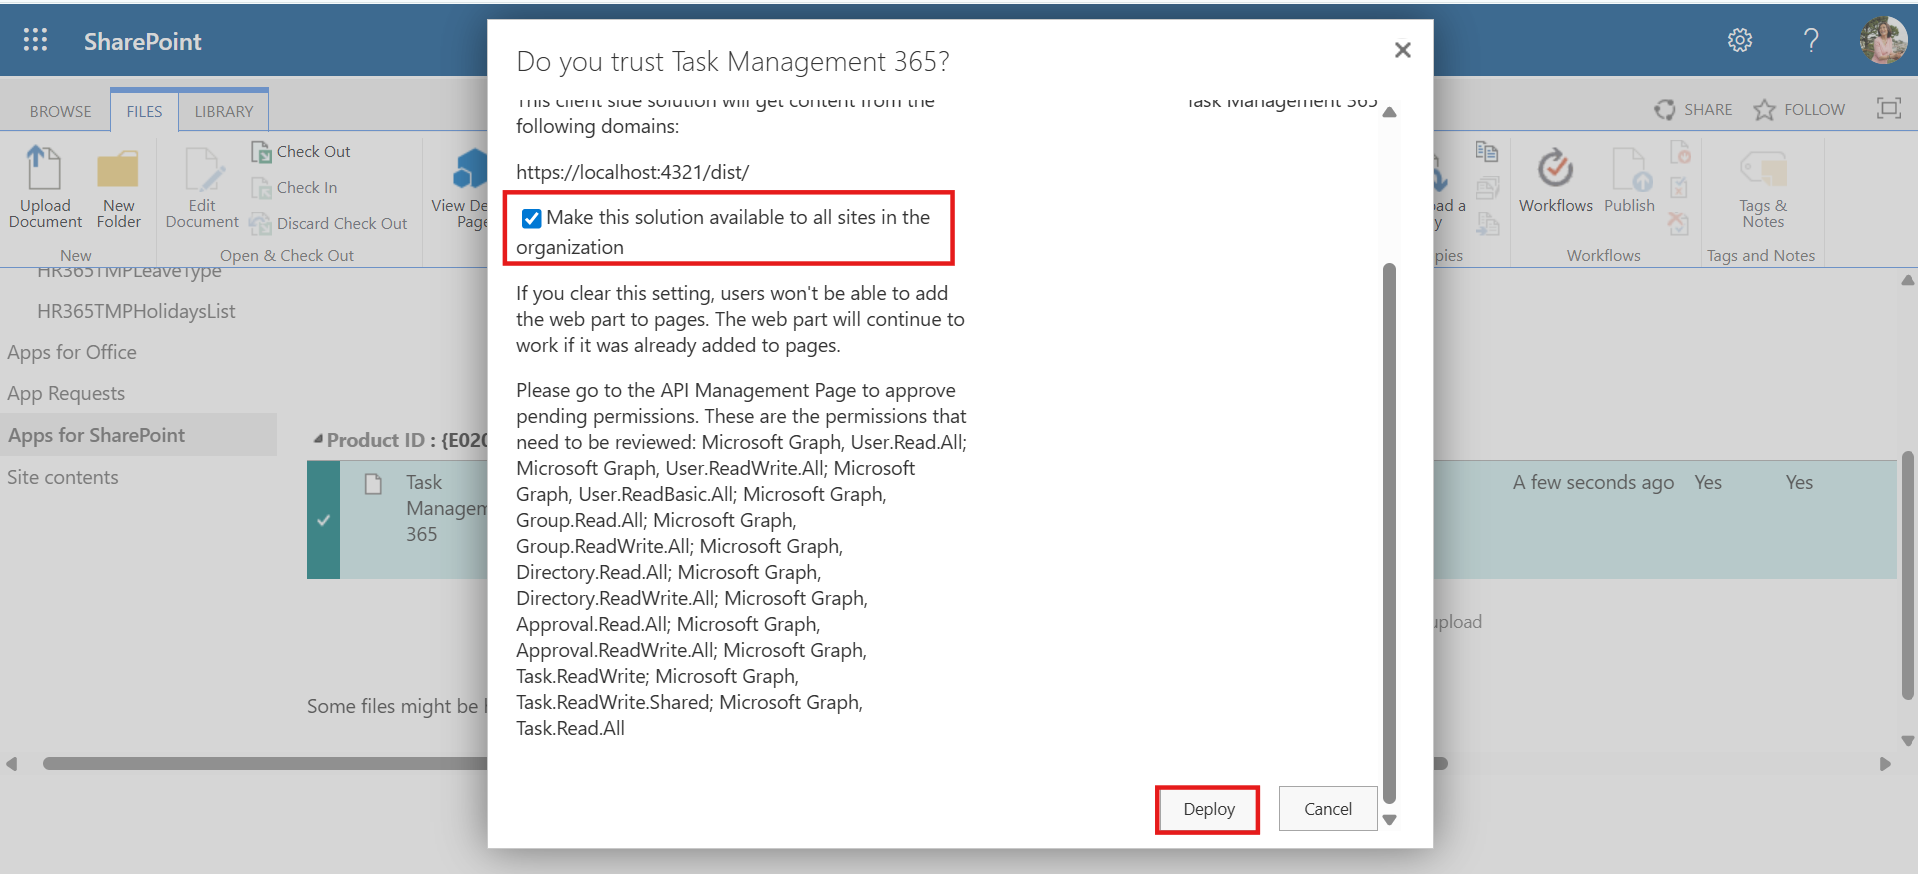 SharePoint
?
BROWSE
FILES
LIBRARY
SHARE
FOLLOW
Upload
Document
New
Folder
New
Edit
Document
Check Out
Check In
Discard Check Out
Open & Check Out
View De
Page
Workflows
Publish
Workflows
Tags &
Notes
Tags and Notes
HR365TMPLeaveType
HR365TMPHolidaysList
Apps for Office
App Requests
Apps for SharePoint
Site contents
Product ID : {E020
Task
Managem
365
A few seconds ago
Yes
Yes
upload
Some files might be
Do you trust Task Management 365?
This client side solution will get content from the
following domains:
Task Management 365
https://localhost:4321/dist/
Make this solution available to all sites in the
organization
If you clear this setting, users won't be able to add
the web part to pages. The web part will continue to
work if it was already added to pages.
Please go to the API Management Page to approve
pending permissions. These are the permissions that
need to be reviewed: Microsoft Graph, User.Read.All;
Microsoft Graph, User.ReadWrite.All; Microsoft
Graph, User.ReadBasic.All; Microsoft Graph,
Group.Read.All; Microsoft Graph,
Group.ReadWrite.All; Microsoft Graph,
Directory.Read.All; Microsoft Graph,
Directory.ReadWrite.All; Microsoft Graph,
Approval.Read.All; Microsoft Graph,
Approval.ReadWrite.All; Microsoft Graph,
Task.ReadWrite; Microsoft Graph,
Task.ReadWrite.Shared; Microsoft Graph,
Task.Read.All
Deploy
Cancel